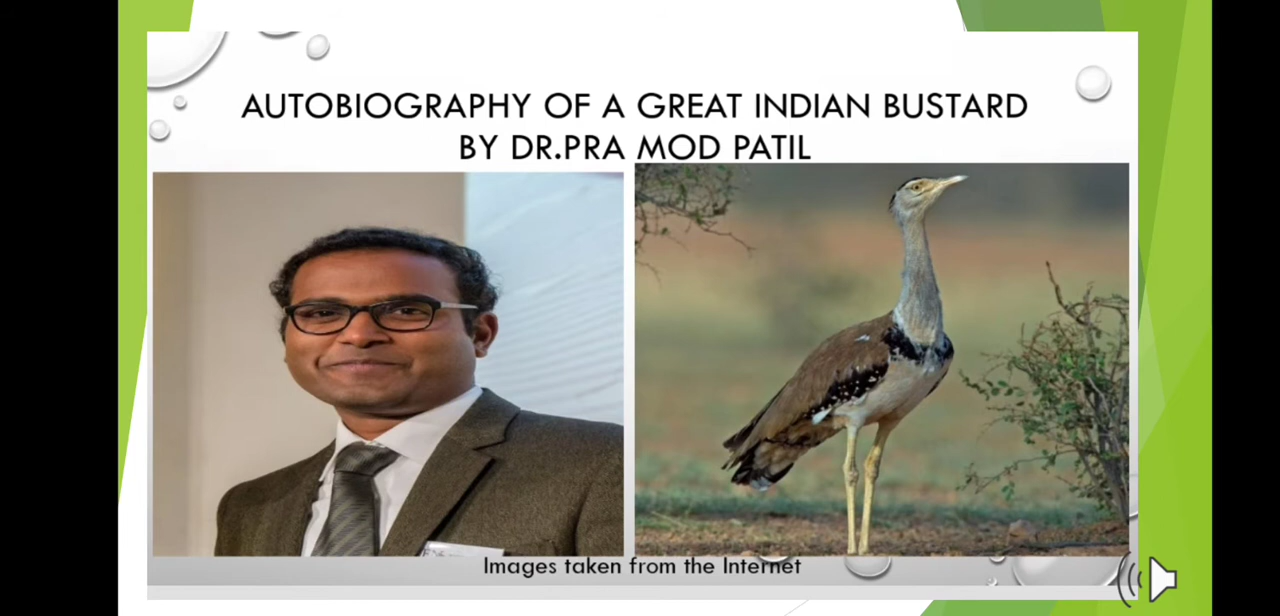 AUTOBIOGRAPHY OF A GREAT INDIAN BUSTARD
BY DR.PRA MOD PATIL
Images taken from the Internet